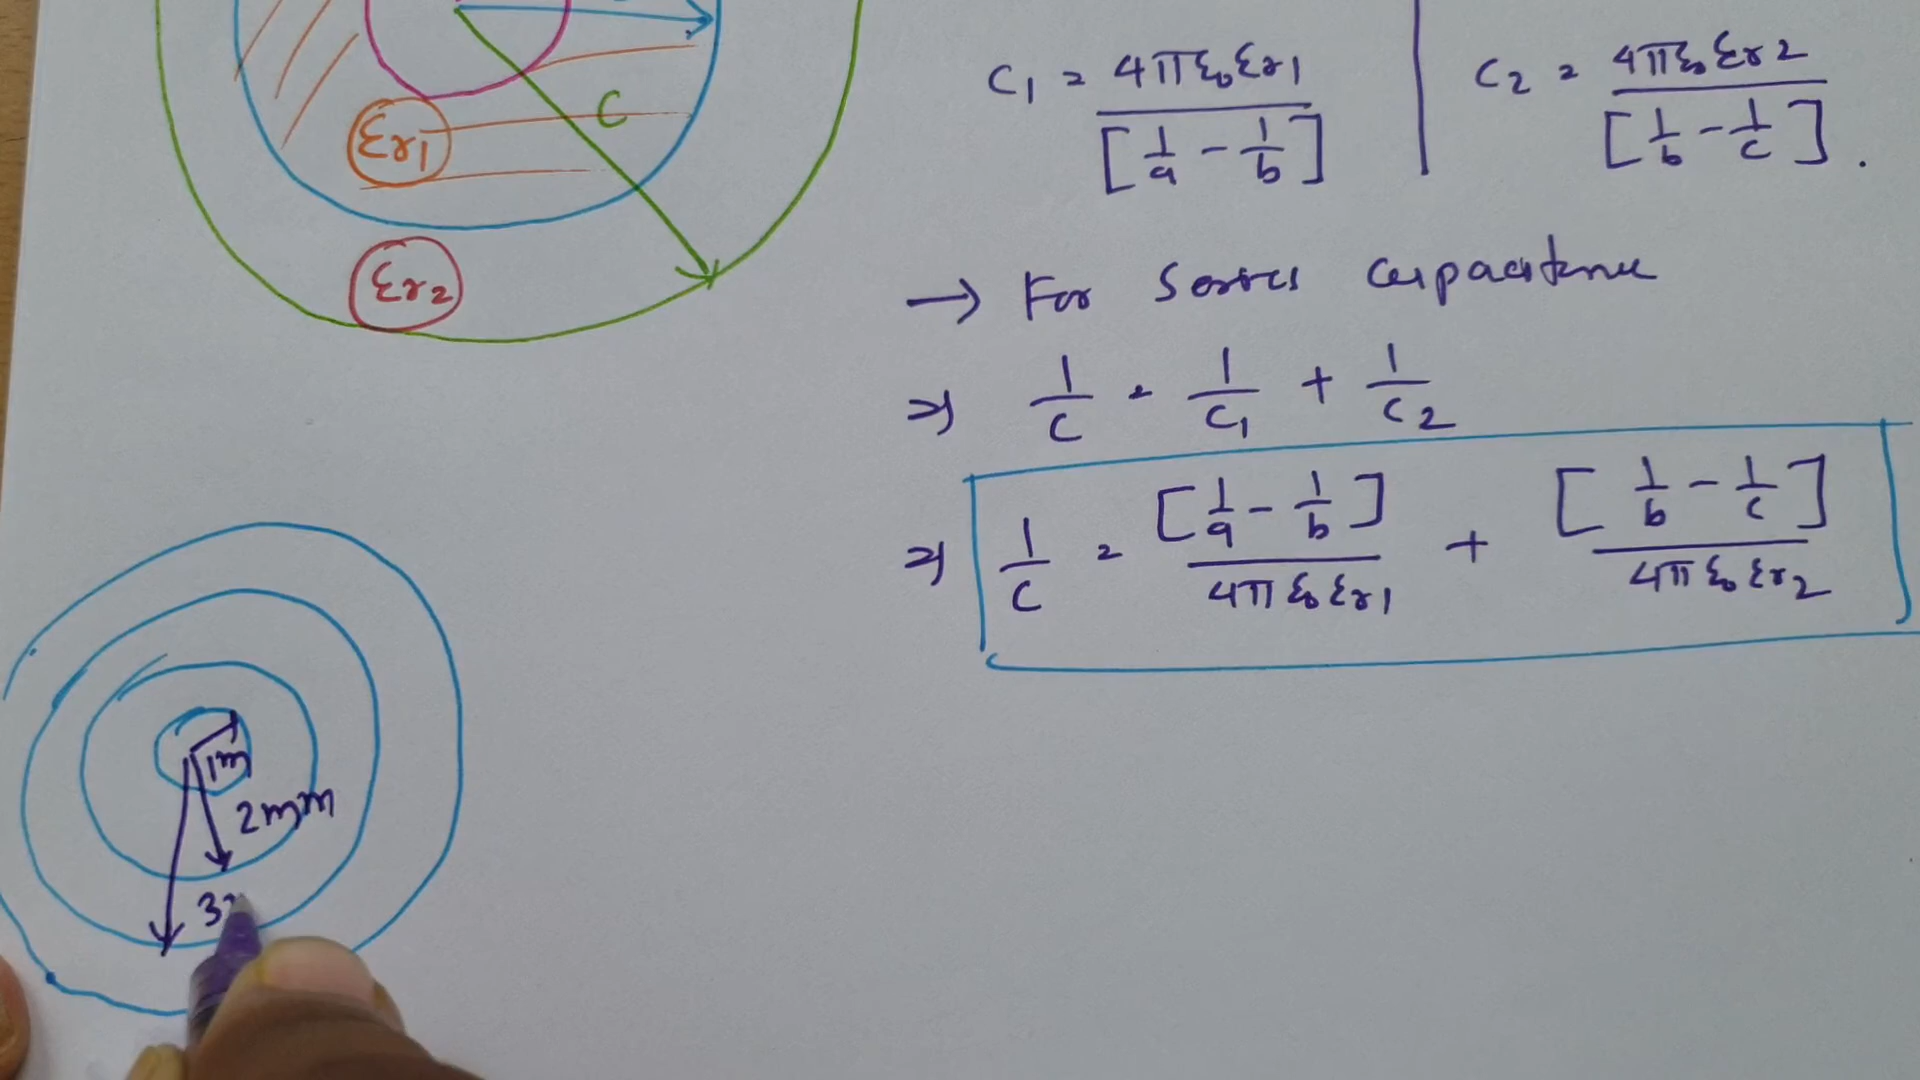 C
εr1
εr2
C1 = 4πε0εr1 / [1/a - 1/b]
C2 = 4πε0εr2 / [1/b - 1/c].
→ For Series capacitance
⇒ 1/C = 1/C1 + 1/C2
⇒ 1/C = [1/a - 1/b] / 4πε0εr1 + [1/b - 1/c] / 4πε0εr2
1m
2mm
3